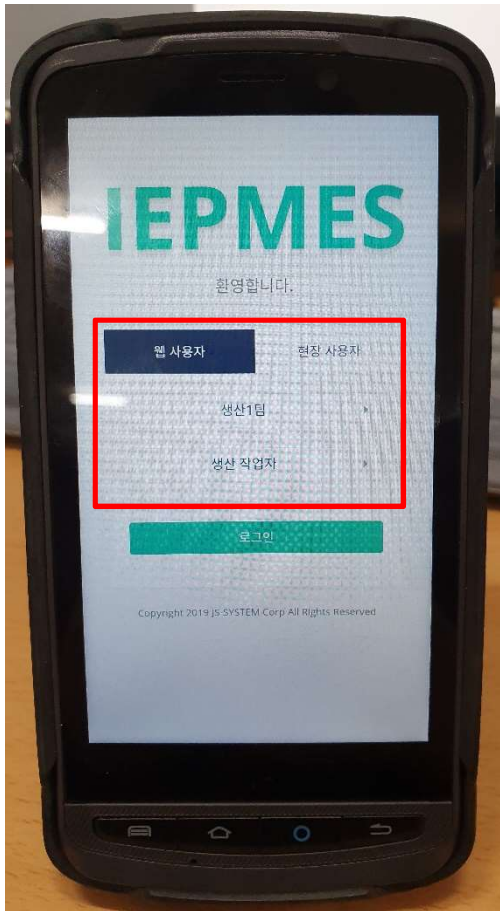 IEPMES
환영합니다.
웹 사용자 현장 사용자
생산1팀
생산 작업자
로그인
Copyright 2019 JS SYSTEM Corp All Rights Reserved